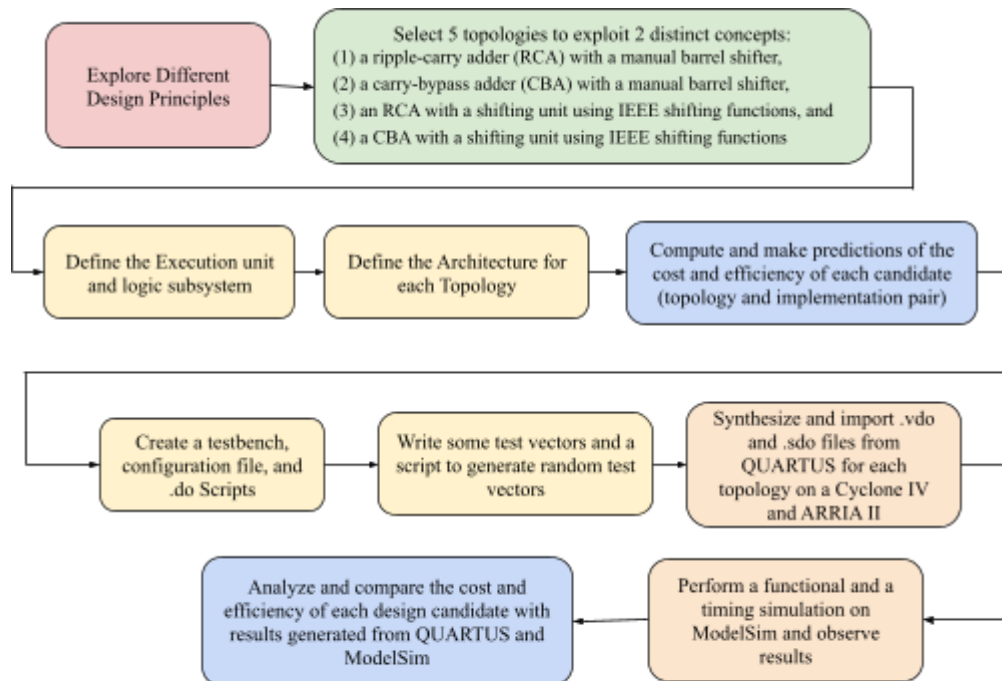 Explore Different
Design Principles
Select 5 topologies to exploit 2 distinct concepts:
(1) a ripple-carry adder (RCA) with a manual barrel shifter,
(2) a carry-bypass adder (CBA) with a manual barrel shifter,
(3) an RCA with a shifting unit using IEEE shifting functions, and
(4) a CBA with a shifting unit using IEEE shifting functions
Define the Execution unit
and logic subsystem
Define the Architecture for
each Topology
Compute and make predictions of the
cost and efficiency of each candidate
(topology and implementation pair)
Create a testbench,
configuration file, and
.do Scripts
Write some test vectors and a
script to generate random test
vectors
Synthesize and import .vdo
and .sdo files from
QUARTUS for each
topology on a Cyclone IV
and ARRIA II
Perform a functional and a
timing simulation on
ModelSim and observe
results
Analyze and compare the cost and
efficiency of each design candidate with
results generated from QUARTUS and
ModelSim